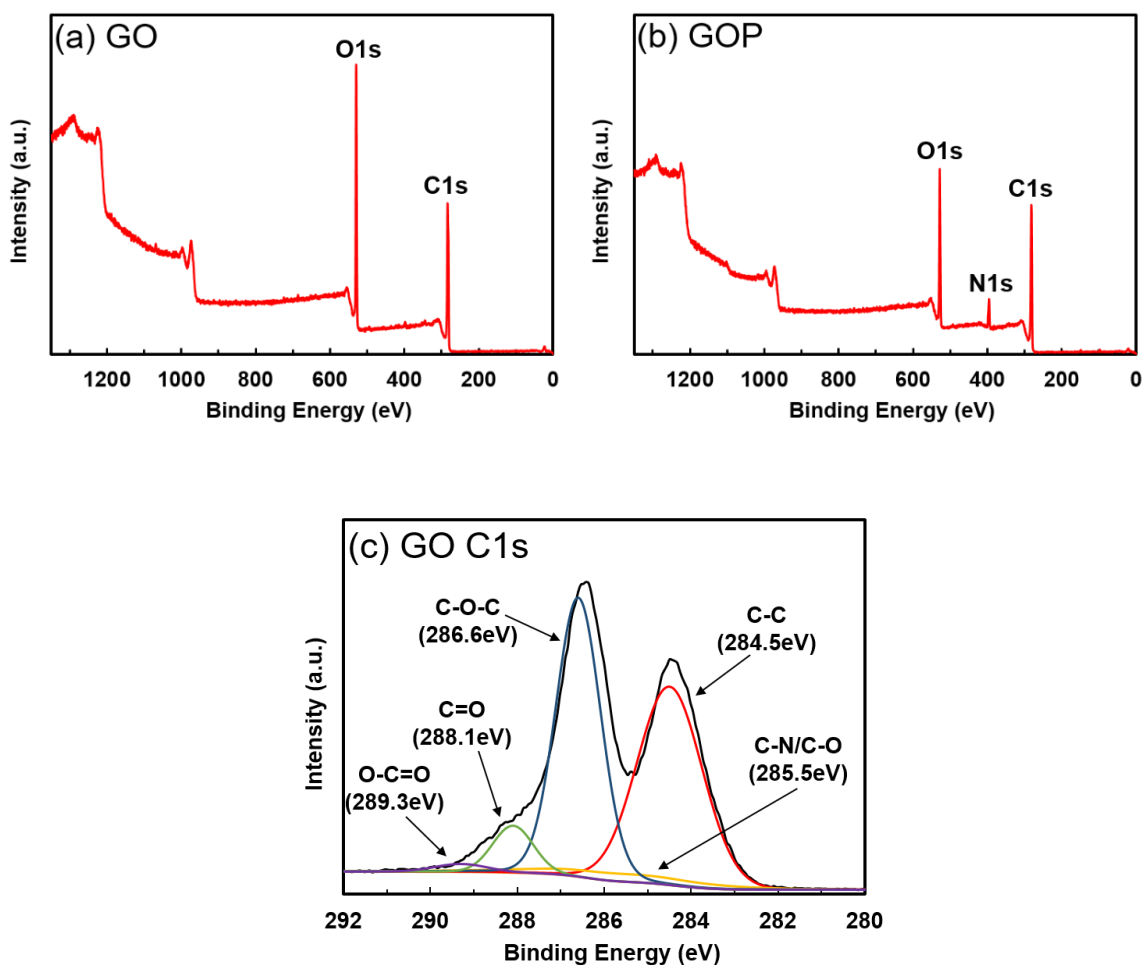 (a) GO
O1s
C1s
Intensity (a.u.)
1200 1000 800 600 400 200 0
Binding Energy (eV)
(b) GOP
O1s
C1s
N1s
Intensity (a.u.)
1200 1000 800 600 400 200 0
Binding Energy (eV)
(c) GO C1s
C-O-C
(286.6eV)
C-C
(284.5eV)
C=O
(288.1eV)
C-N/C-O
(285.5eV)
O-C=O
(289.3eV)
Intensity (a.u.)
292 290 288 286 284 282 280
Binding Energy (eV)